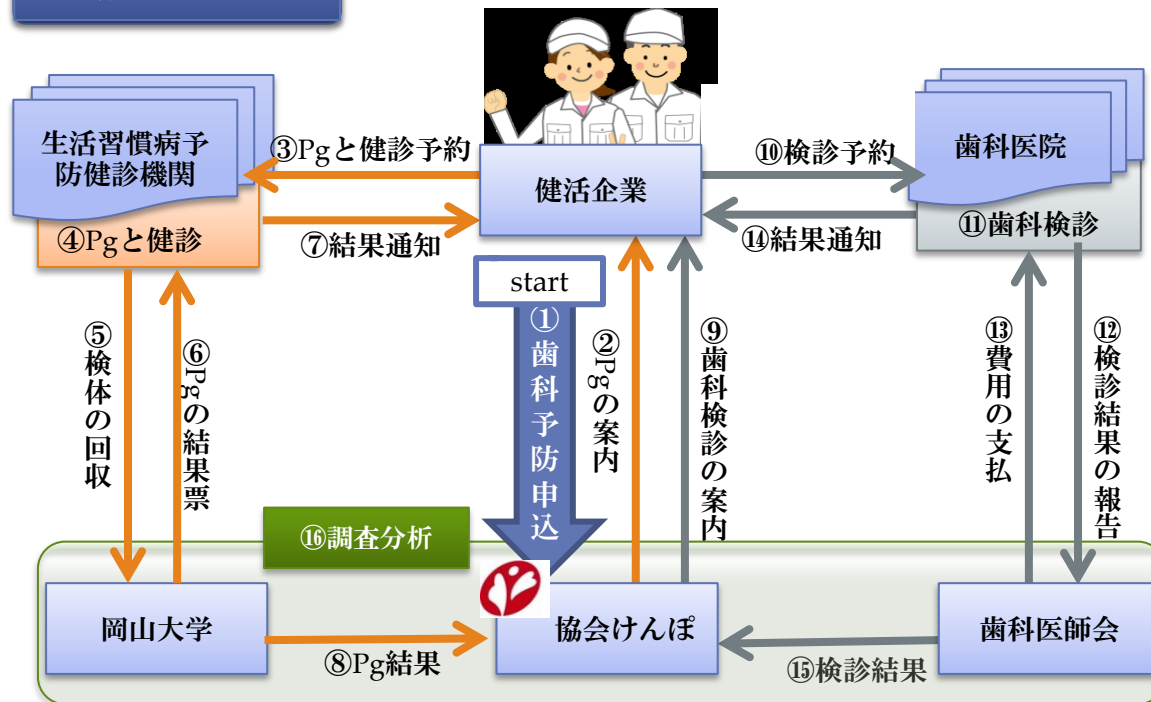 生活習慣病予
防健診機関
④Pgと健診
③Pgと健診予約
⑦結果通知
健活企業
⑩検診予約
⑭結果通知
歯科医院
⑪歯科検診
start
①歯科予防申込
②Pgの案内
⑨歯科検診の案内
⑤検体の回収
⑥Pgの結果票
⑬費用の支払
⑫検診結果の報告
⑯調査分析
岡山大学
⑧Pg結果
協会けんぽ
⑮検診結果
歯科医師会